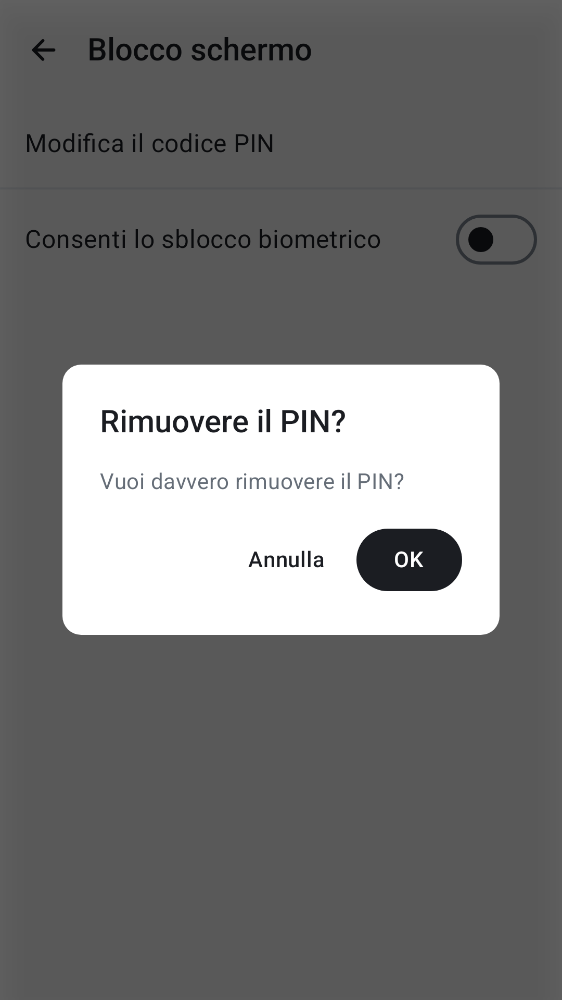 Blocco schermo
Modifica il codice PIN
Consenti lo sblocco biometrico
Rimuovere il PIN?
Vuoi davvero rimuovere il PIN?
Annulla
OK